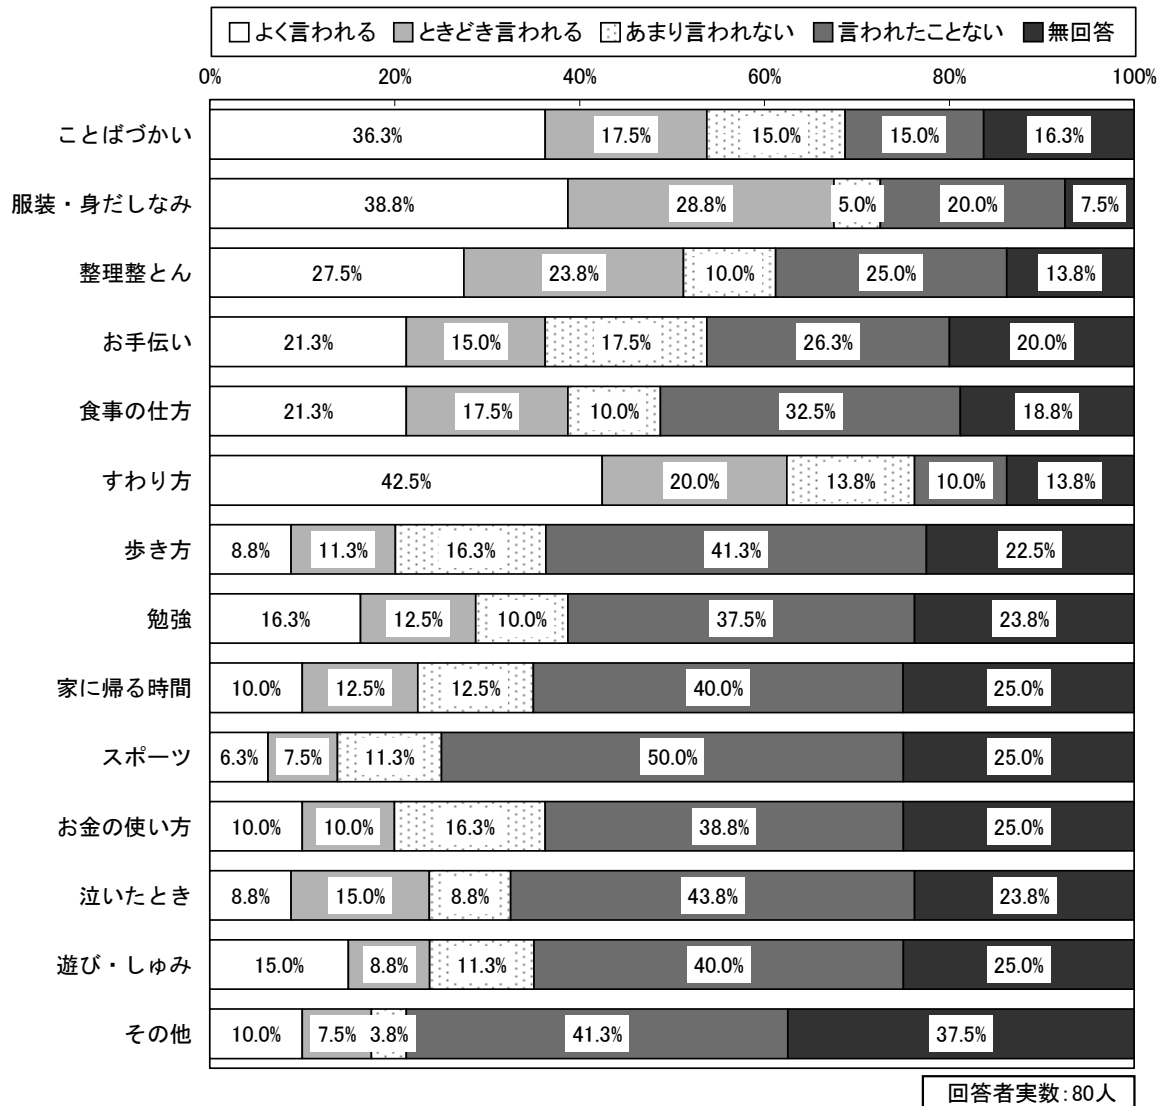 よく言われる ときどき言われる あまり言われない 言われたことない 無回答
0% 20% 40% 60% 80% 100%
ことばづかい 36.3% 17.5% 15.0% 15.0% 16.3%
服装・身だしなみ 38.8% 28.8% 5.0% 20.0% 7.5%
整理整とん 27.5% 23.8% 10.0% 25.0% 13.8%
お手伝い 21.3% 15.0% 17.5% 26.3% 20.0%
食事の仕方 21.3% 17.5% 10.0% 32.5% 18.8%
すわり方 42.5% 20.0% 13.8% 10.0% 13.8%
歩き方 8.8% 11.3% 16.3% 41.3% 22.5%
勉強 16.3% 12.5% 10.0% 37.5% 23.8%
家に帰る時間 10.0% 12.5% 12.5% 40.0% 25.0%
スポーツ 6.3% 7.5% 11.3% 50.0% 25.0%
お金の使い方 10.0% 10.0% 16.3% 38.8% 25.0%
泣いたとき 8.8% 15.0% 8.8% 43.8% 23.8%
遊び・しゅみ 15.0% 8.8% 11.3% 40.0% 25.0%
その他 10.0% 7.5% 3.8% 41.3% 37.5%
回答者実数:80人